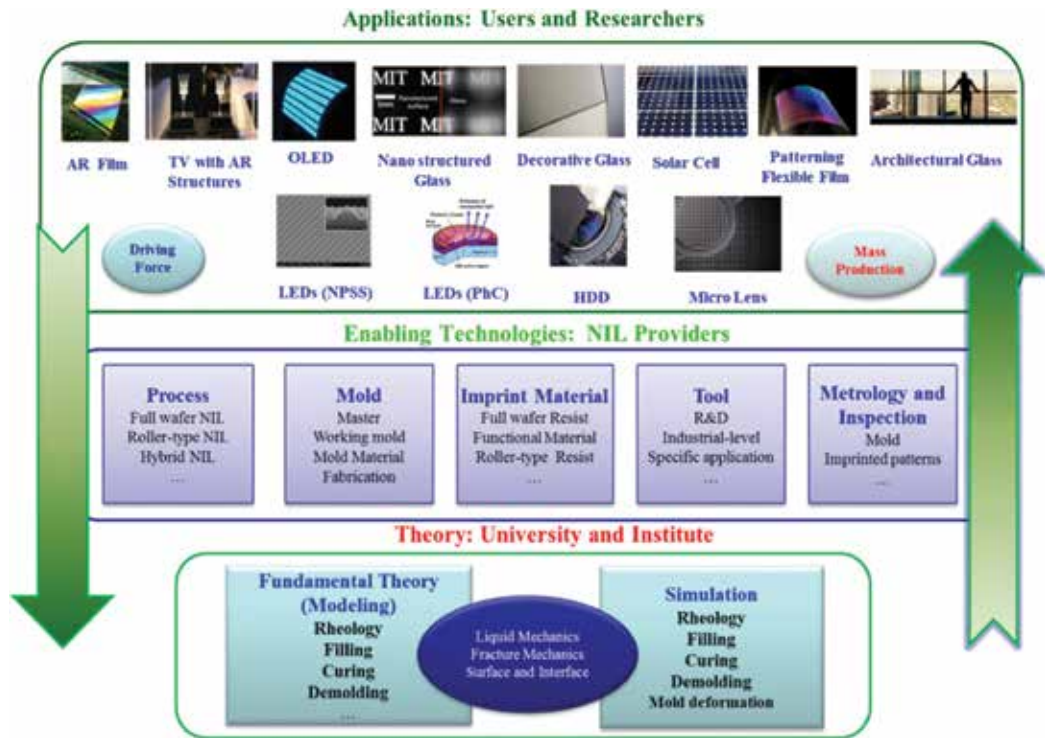 Applications: Users and Researchers
MIT MIT
MIT MIT
AR Film
TV with AR
Structures
OLED
Nano structured
Glass
Decorative Glass
Solar Cell
Patterning
Flexible Film
Architectural Glass
Driving
Force
LEDs (NPSS)
LEDs (PhC)
HDD
Micro Lens
Mass
Production
Enabling Technologies: NIL Providers
Process
Full wafer NIL
Roller-type NIL
Hybrid NIL
…
Mold
Master
Working mold
Mold Material
Fabrication
Imprint Material
Full wafer Resist
Functional Material
Roller-type Resist
…
Tool
R&D
Industrial-level
Specific application
…
Metrology and
Inspection
Mold
Imprinted patterns
…
Theory: University and Institute
Fundamental Theory
(Modeling)
Rheology
Filling
Curing
Demolding
…
Liquid Mechanics
Fracture Mechanics
Surface and Interface
Simulation
Rheology
Filling
Curing
Demolding
Mold deformation